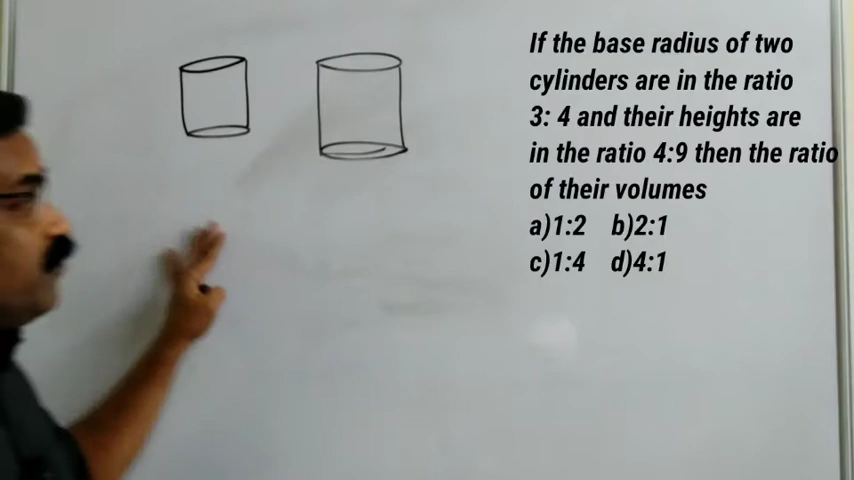 If the base radius of two
cylinders are in the ratio
3: 4 and their heights are
in the ratio 4:9 then the ratio
of their volumes
a)1:2 b)2:1
c)1:4 d)4:1